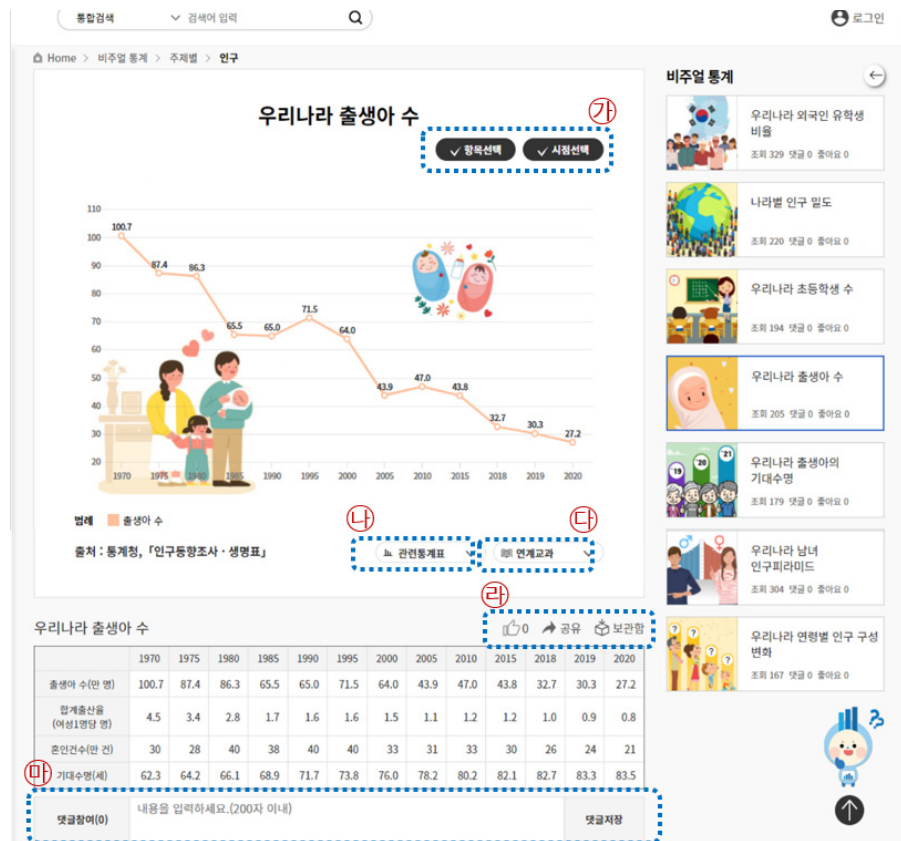 통합검색 검색어 입력 로그인
Home > 비주얼 통계 > 주제별 > 인구
우리나라 출생아 수
㉮
항목선택 시점선택
110
100
90
80
70
60
50
40
30
20
100.7 87.4 86.3 65.5 65.0 71.5 64.0 43.9 47.0 43.8 32.7 30.3 27.2
1970 1975 1980 1985 1990 1995 2000 2005 2010 2015 2018 2019 2020
범례 출생아 수
출처 : 통계청, 「인구동향조사 · 생명표」
㉯ 관련통계표
㉰ 연계교과
㉱
0 공유 보관함
우리나라 출생아 수
1970 1975 1980 1985 1990 1995 2000 2005 2010 2015 2018 2019 2020
출생아 수(만 명) 100.7 87.4 86.3 65.5 65.0 71.5 64.0 43.9 47.0 43.8 32.7 30.3 27.2
합계출산율
(여성1명당 명) 4.5 3.4 2.8 1.7 1.6 1.6 1.5 1.1 1.2 1.2 1.0 0.9 0.8
혼인건수(만 건) 30 28 40 38 40 40 33 31 33 30 26 24 21
기대수명(세) 62.3 64.2 66.1 68.9 71.7 73.8 76.0 78.2 80.2 82.1 82.7 83.3 83.5
㉲
댓글참여(0) 내용을 입력하세요.(200자 이내) 댓글저장
비주얼 통계
우리나라 외국인 유학생
비율
조회 329 댓글 0 좋아요 0
나라별 인구 밀도
조회 220 댓글 0 좋아요 0
우리나라 초등학생 수
조회 194 댓글 0 좋아요 0
우리나라 출생아 수
조회 205 댓글 0 좋아요 0
'19 '20 '21
우리나라 출생아의
기대수명
조회 179 댓글 0 좋아요 0
우리나라 남녀
인구피라미드
조회 304 댓글 0 좋아요 0
? ? ? ?
우리나라 연령별 인구 구성
변화
조회 167 댓글 0 좋아요 0
?